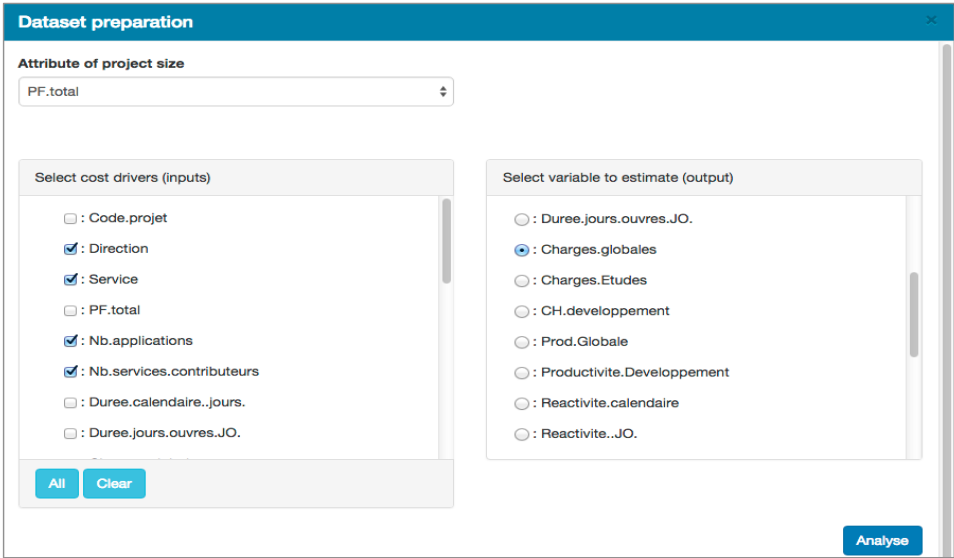 Dataset preparation
×
Attribute of project size
PF.total
Select cost drivers (inputs)
: Code.projet
: Direction
: Service
: PF.total
: Nb.applications
: Nb.services.contributeurs
: Duree.calendaire..jours.
: Duree.jours.ouvres.JO.
All Clear
Select variable to estimate (output)
: Duree.jours.ouvres.JO.
: Charges.globales
: Charges.Etudes
: CH.developpement
: Prod.Globale
: Productivite.Developpement
: Reactivite.calendaire
: Reactivite..JO.
Analyse